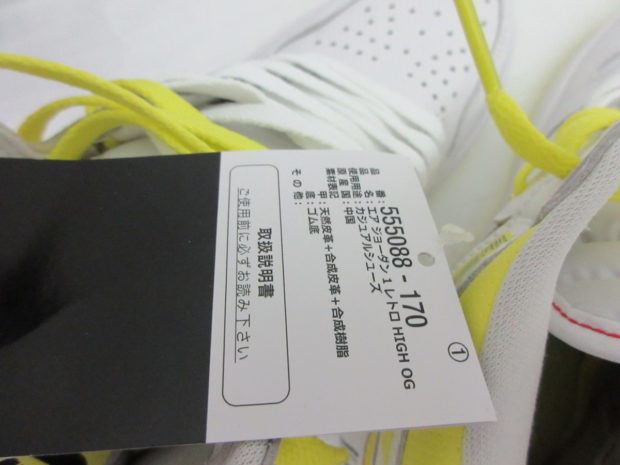 ①
品番：555088 - 170
品名：エア ジョーダン 1 レトロ HIGH OG
使用用途：カジュアルシューズ
原産国：中国
素材表記 甲：天然皮革＋合成皮革＋合成樹脂
底：ゴム底
その他：
取扱説明書
ご使用前に必ずお読み下さい